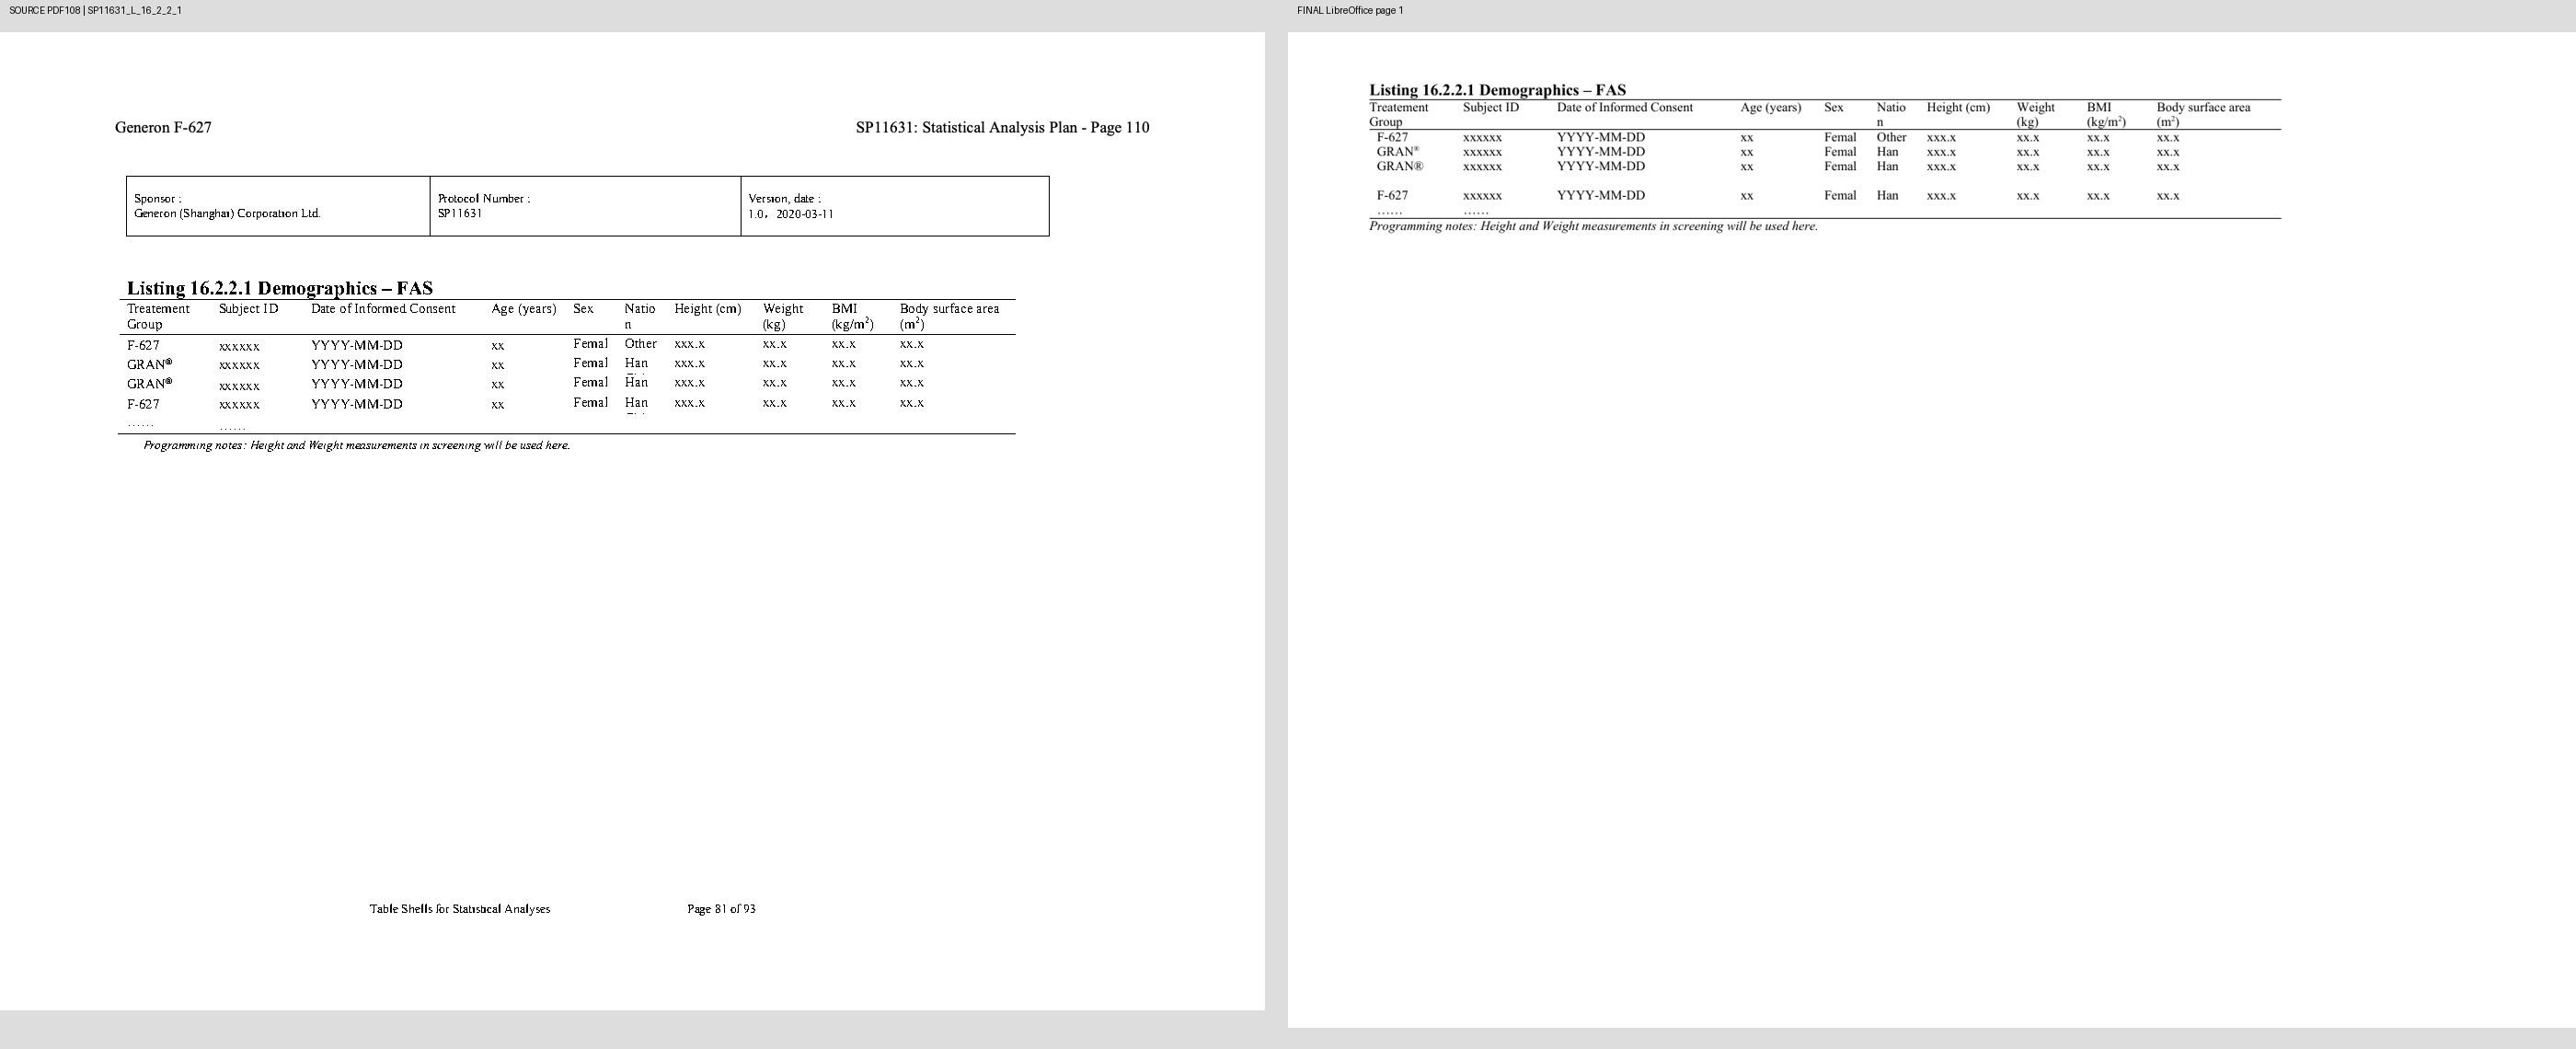 SOURCE PDF108 | SP11631_L_16_2_2_1
Generon F-627 SP11631: Statistical Analysis Plan - Page 110
Sponsor : Protocol Number : Version, date :
Generon (Shanghai) Corporation Ltd. SP11631 1.0，2020-03-11
Listing 16.2.2.1 Demographics – FAS
Treatement Subject ID Date of Informed Consent Age (years) Sex Natio Height (cm) Weight BMI Body surface area
Group n (kg) (kg/m²) (m²)
F-627 xxxxxx YYYY-MM-DD xx Femal Other xxx.x xx.x xx.x xx.x
GRAN® xxxxxx YYYY-MM-DD xx Femal Han xxx.x xx.x xx.x xx.x
GRAN® xxxxxx YYYY-MM-DD xx Femal Han xxx.x xx.x xx.x xx.x
F-627 xxxxxx YYYY-MM-DD xx Femal Han xxx.x xx.x xx.x xx.x
…… ……
Programming notes: Height and Weight measurements in screening will be used here.
Table Shells for Statistical Analyses Page 81 of 93
FINAL LibreOffice page 1
Listing 16.2.2.1 Demographics – FAS
Treatement Subject ID Date of Informed Consent Age (years) Sex Natio Height (cm) Weight BMI Body surface area
Group n (kg) (kg/m²) (m²)
F-627 xxxxxx YYYY-MM-DD xx Femal Other xxx.x xx.x xx.x xx.x
GRAN® xxxxxx YYYY-MM-DD xx Femal Han xxx.x xx.x xx.x xx.x
GRAN® xxxxxx YYYY-MM-DD xx Femal Han xxx.x xx.x xx.x xx.x
F-627 xxxxxx YYYY-MM-DD xx Femal Han xxx.x xx.x xx.x xx.x
…… ……
Programming notes: Height and Weight measurements in screening will be used here.